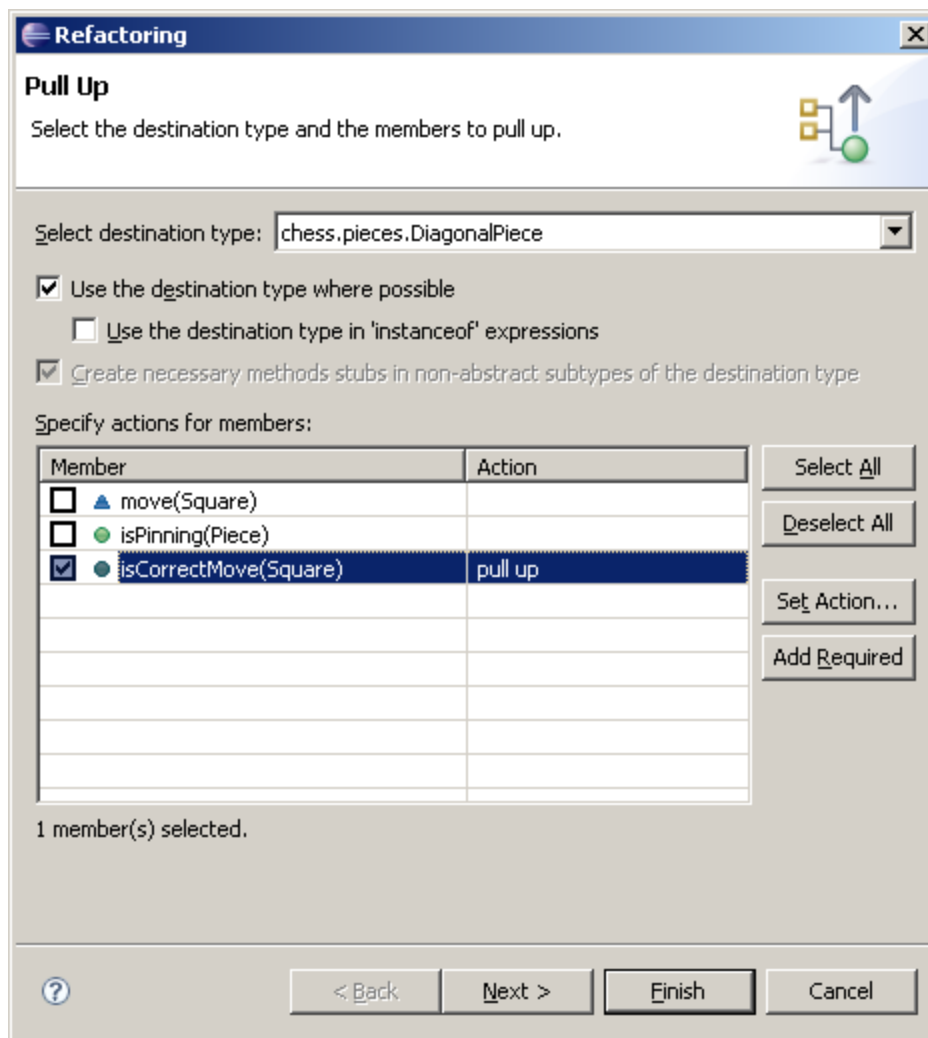 Refactoring
Pull Up
Select the destination type and the members to pull up.
Select destination type: chess.pieces.DiagonalPiece
Use the destination type where possible
Use the destination type in 'instanceof' expressions
Create necessary methods stubs in non-abstract subtypes of the destination type
Specify actions for members:
Member Action Select All
move(Square)
isPinning(Piece) Deselect All
isCorrectMove(Square) pull up
Set Action...
Add Required
1 member(s) selected.
? < Back Next > Finish Cancel